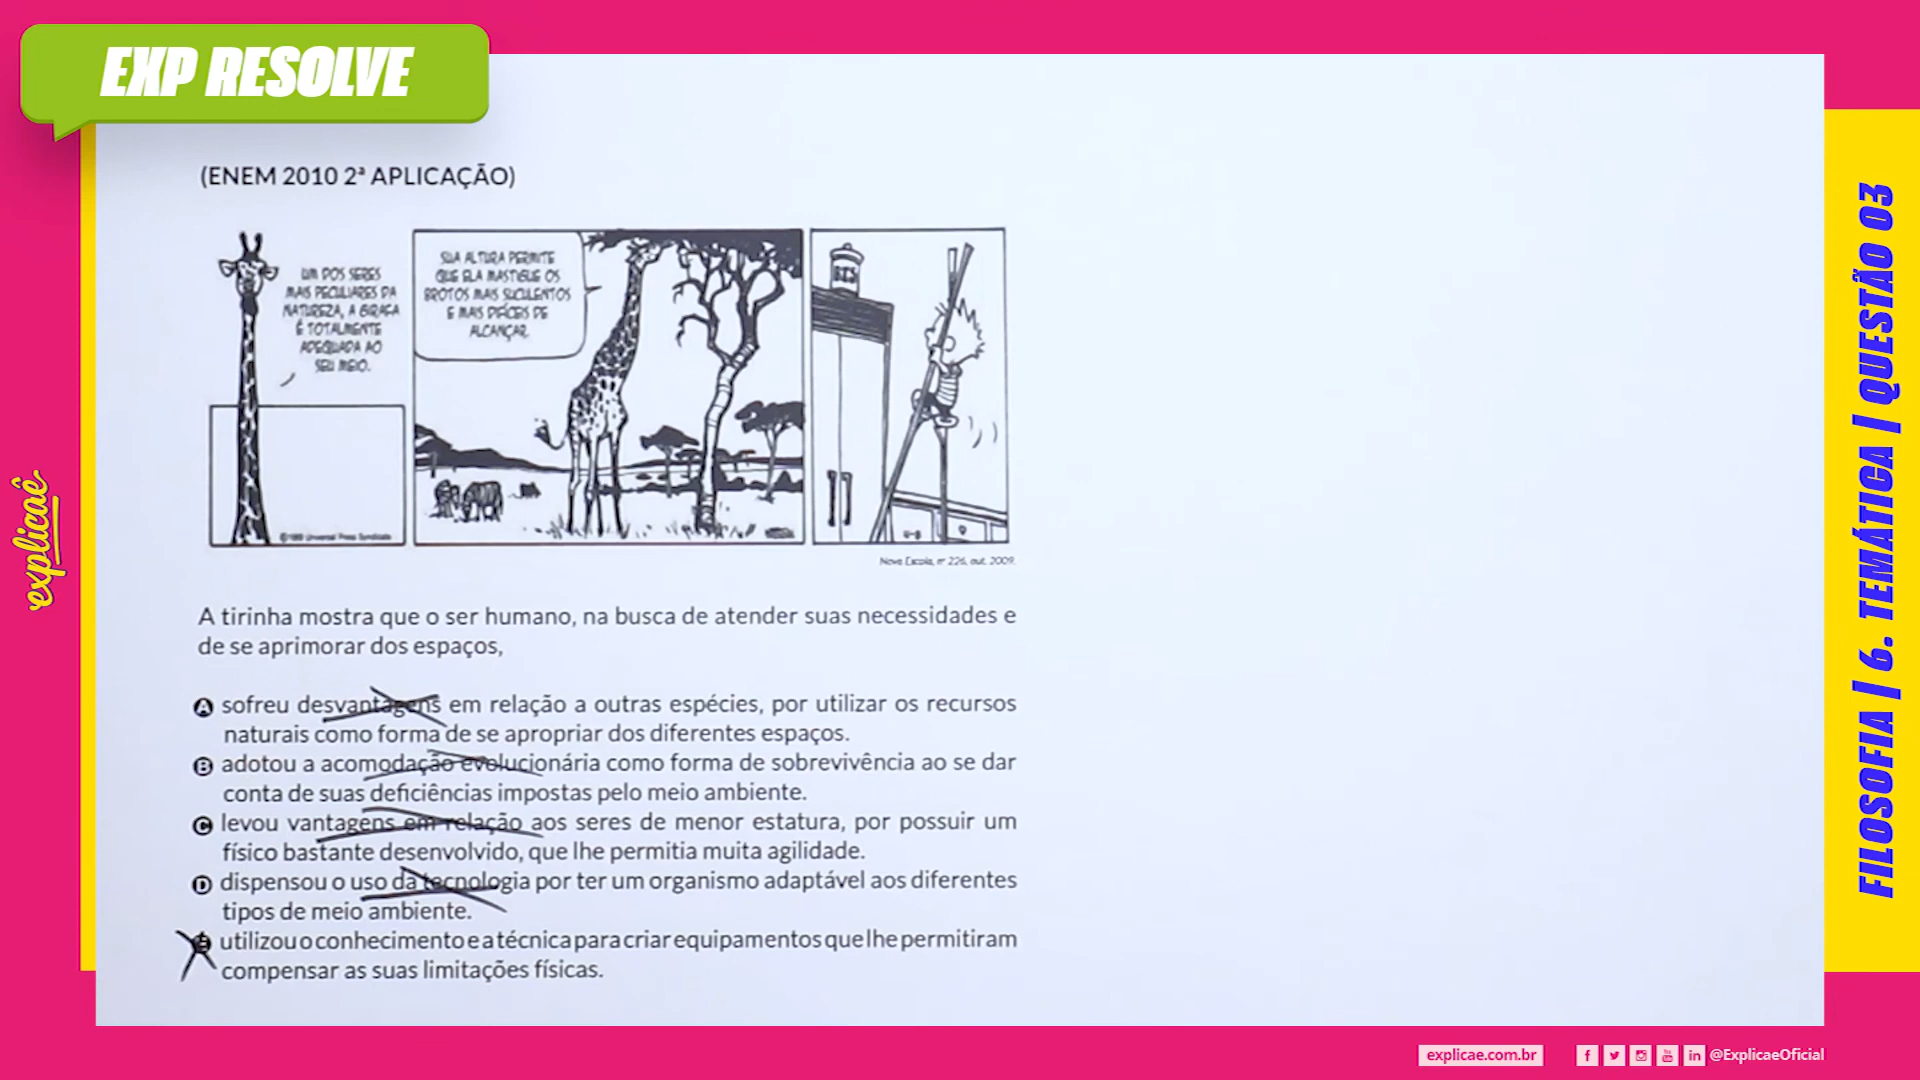 EXP RESOLVE
(ENEM 2010 2ª APLICAÇÃO)
UM DOS SERES
MAIS PECULIARES DA
NATUREZA, A GIRAFA
É TOTALMENTE
ADEQUADA AO
SEU MEIO.
©1989 Universal Press Syndicate
SUA ALTURA PERMITE
QUE ELA MASTIGUE OS
BROTOS MAIS SUCULENTOS
E MAIS DIFÍCEIS DE
ALCANÇAR.
Nova Escola, nº 226, out. 2009.
A tirinha mostra que o ser humano, na busca de atender suas necessidades e
de se aprimorar dos espaços,
A sofreu desvantagens em relação a outras espécies, por utilizar os recursos
naturais como forma de se apropriar dos diferentes espaços.
B adotou a acomodação evolucionária como forma de sobrevivência ao se dar
conta de suas deficiências impostas pelo meio ambiente.
C levou vantagens em relação aos seres de menor estatura, por possuir um
físico bastante desenvolvido, que lhe permitia muita agilidade.
D dispensou o uso da tecnologia por ter um organismo adaptável aos diferentes
tipos de meio ambiente.
E utilizou o conhecimento e a técnica para criar equipamentos que lhe permitiram
compensar as suas limitações físicas.
explicaê
FILOSOFIA | 6. TEMÁTICA | QUESTÃO 03
explicae.com.br
@ExplicaeOficial